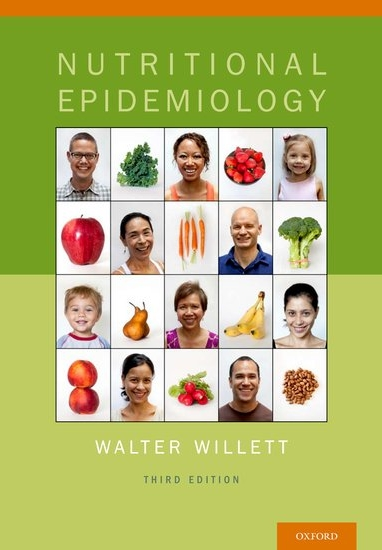 NUTRITIONAL
EPIDEMIOLOGY
WALTER WILLETT
THIRD EDITION
OXFORD